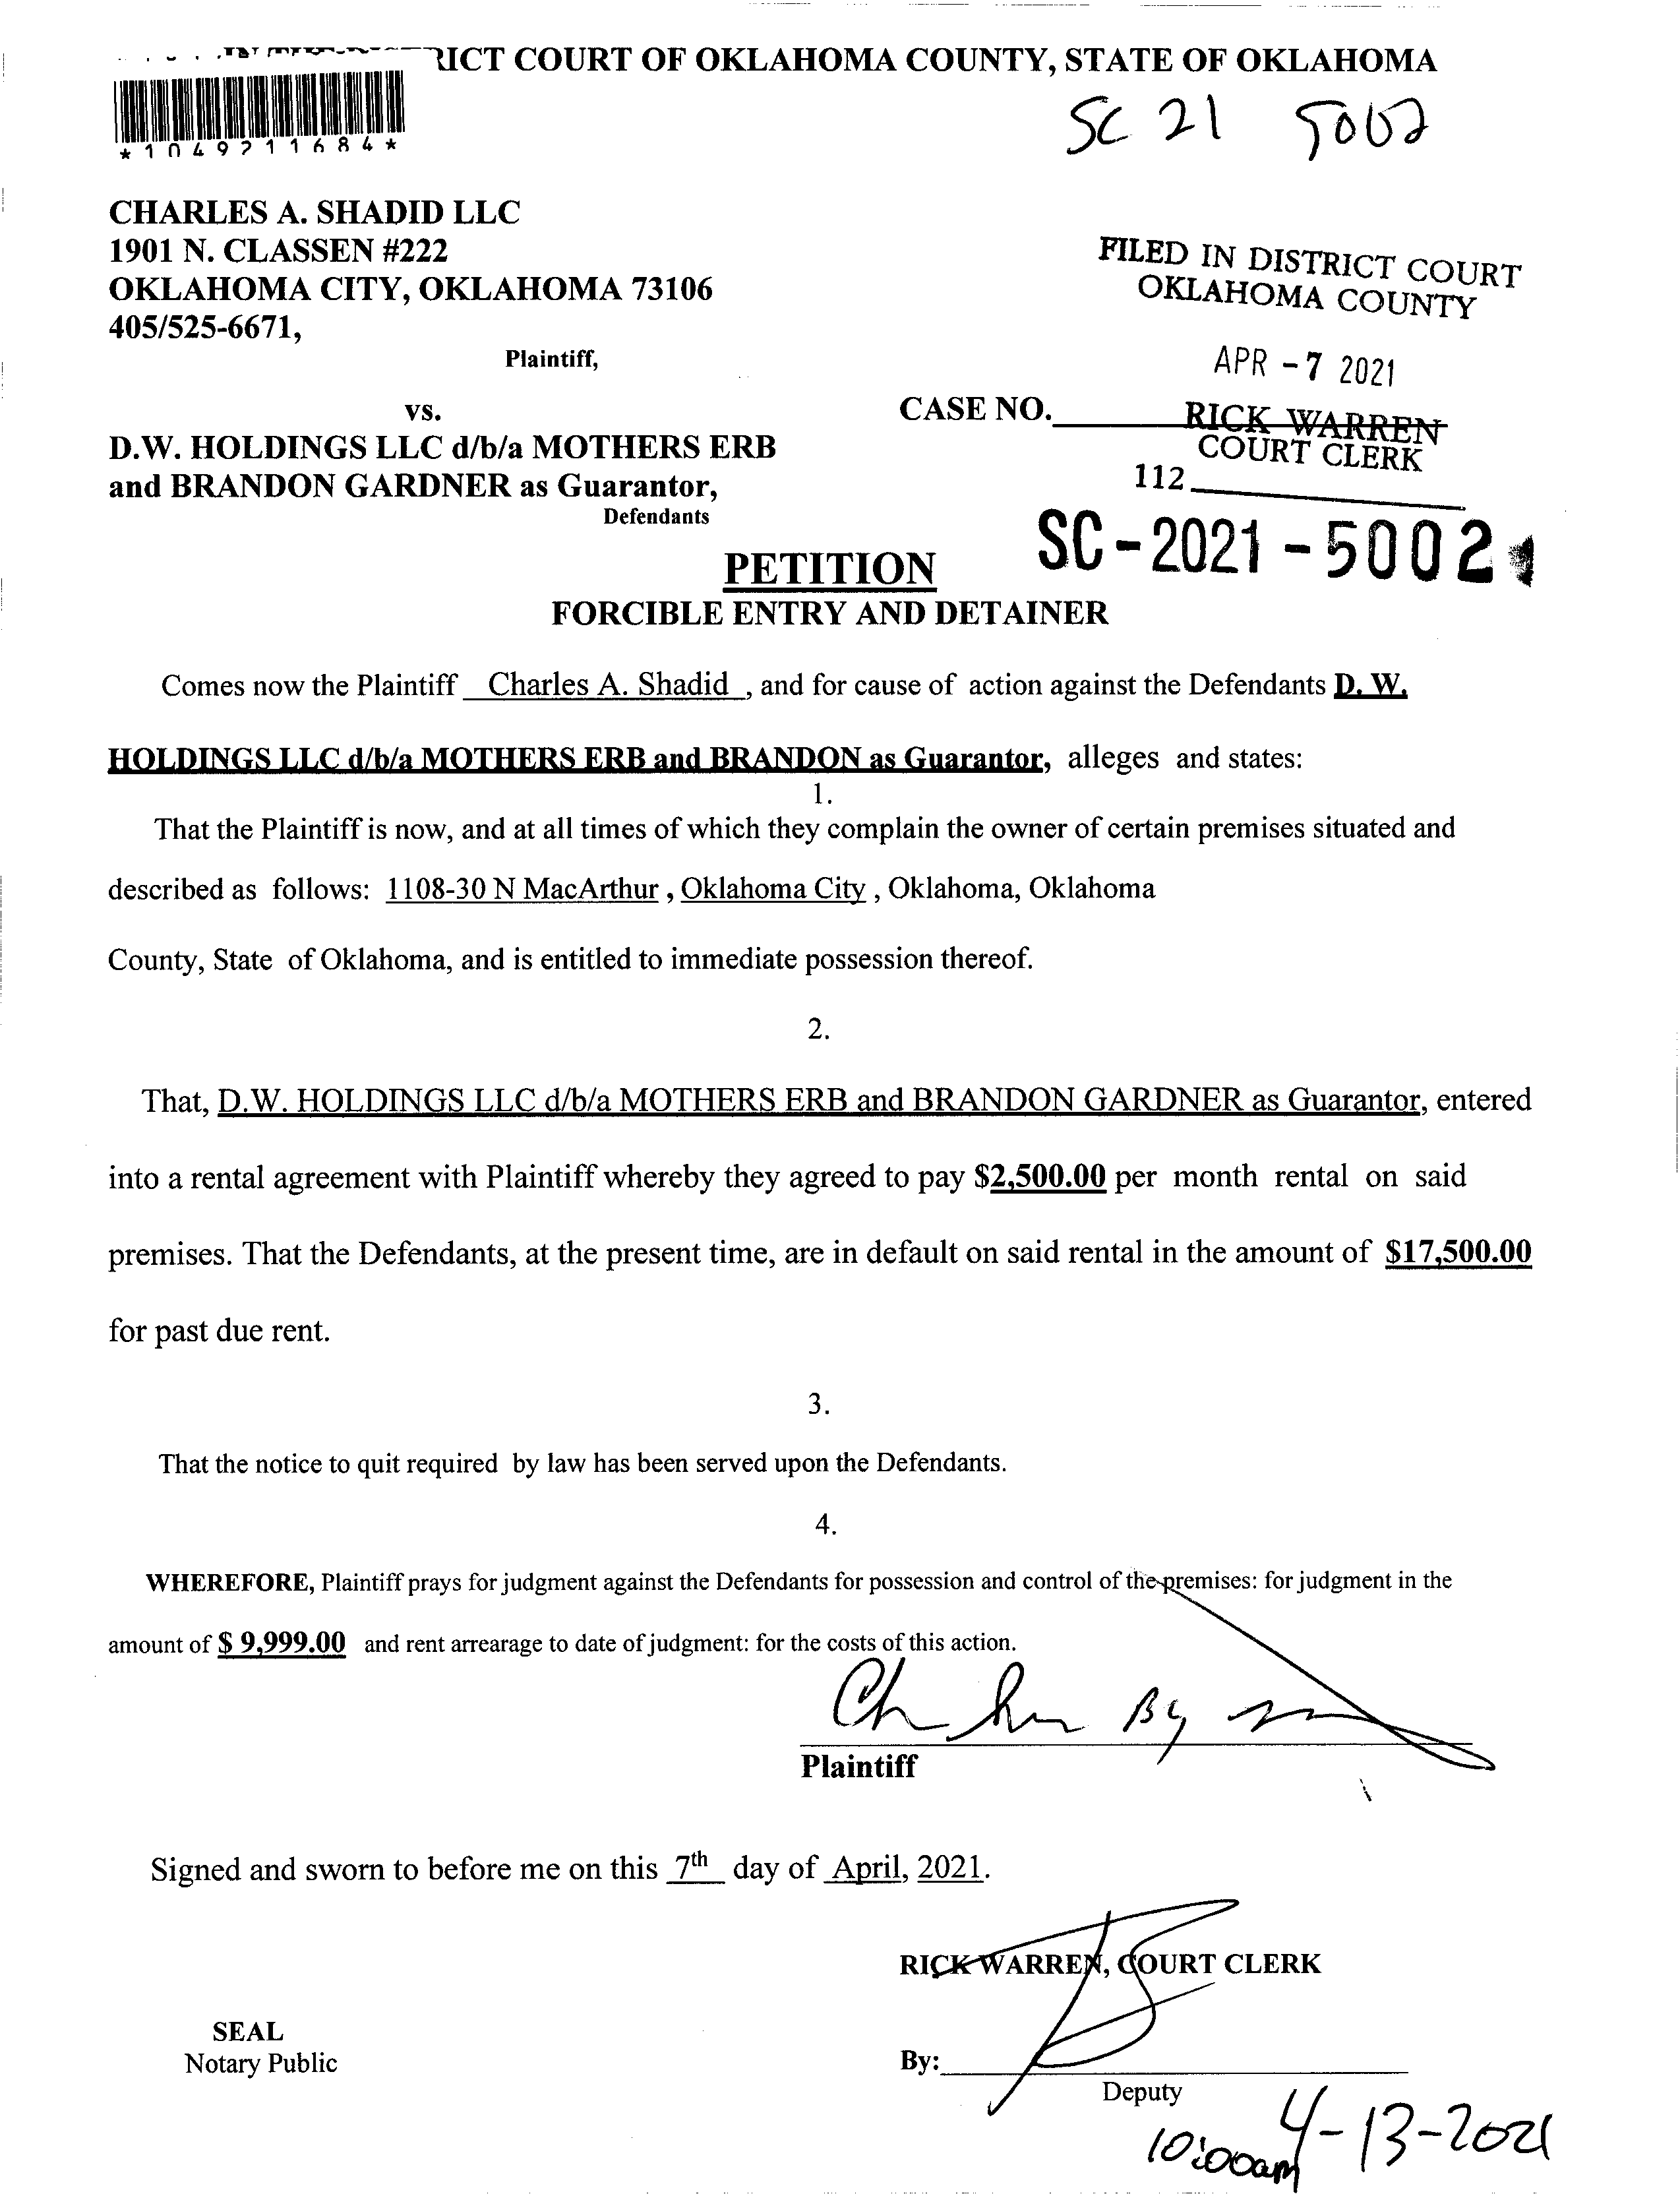 RICT COURT OF OKLAHOMA COUNTY, STATE OF OKLAHOMA
*1049211684*
SC 21 5002
CHARLES A. SHADID LLC
1901 N. CLASSEN #222
OKLAHOMA CITY, OKLAHOMA 73106
405/525-6671,
Plaintiff,
FILED IN DISTRICT COURT
OKLAHOMA COUNTY
APR -7 2021
vs.
CASE NO.
RICK WARREN
COURT CLERK
112
D.W. HOLDINGS LLC d/b/a MOTHERS ERB
and BRANDON GARDNER as Guarantor,
Defendants
SC-2021-5002
PETITION
FORCIBLE ENTRY AND DETAINER
Comes now the Plaintiff Charles A. Shadid , and for cause of action against the Defendants D. W.
HOLDINGS LLC d/b/a MOTHERS ERB and BRANDON as Guarantor, alleges and states:
1.
That the Plaintiff is now, and at all times of which they complain the owner of certain premises situated and
described as follows: 1108-30 N MacArthur , Oklahoma City , Oklahoma, Oklahoma
County, State of Oklahoma, and is entitled to immediate possession thereof.
2.
That, D.W. HOLDINGS LLC d/b/a MOTHERS ERB and BRANDON GARDNER as Guarantor, entered
into a rental agreement with Plaintiff whereby they agreed to pay $2,500.00 per month rental on said
premises. That the Defendants, at the present time, are in default on said rental in the amount of $17,500.00
for past due rent.
3.
That the notice to quit required by law has been served upon the Defendants.
4.
WHEREFORE, Plaintiff prays for judgment against the Defendants for possession and control of the premises: for judgment in the
amount of $ 9,999.00 and rent arrearage to date of judgment: for the costs of this action.
By
Plaintiff
Signed and sworn to before me on this 7th day of April, 2021.
RICK WARREN, COURT CLERK
SEAL
Notary Public
By:
Deputy
10:00am 4-13-2021